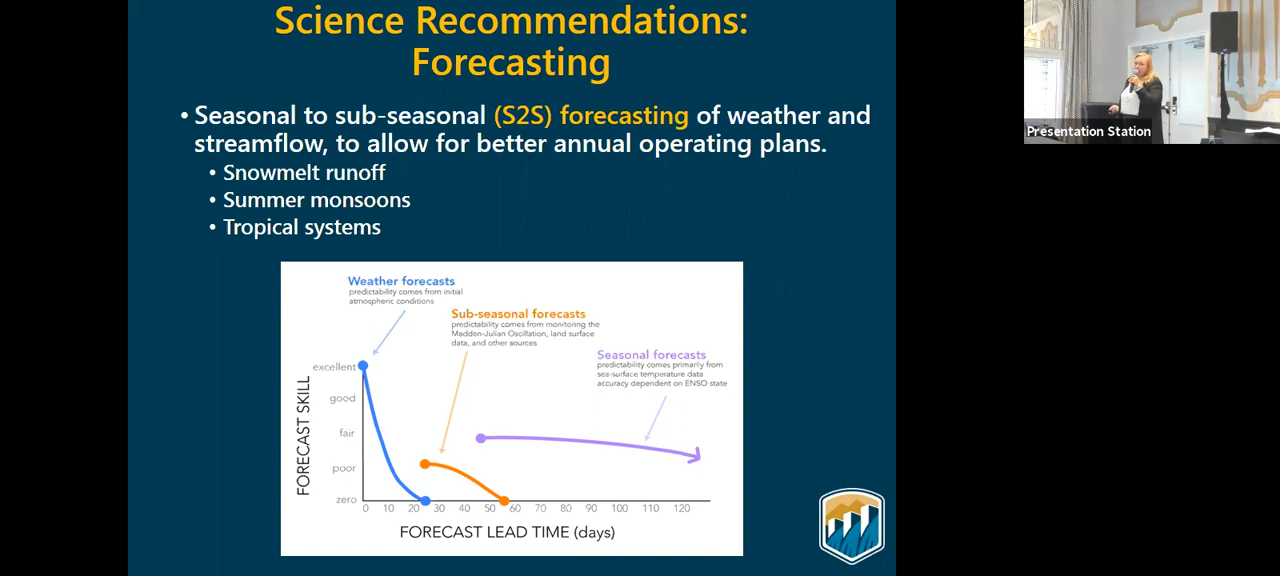 Science Recommendations:
Forecasting
• Seasonal to sub-seasonal (S2S) forecasting of weather and
streamflow, to allow for better annual operating plans.
• Snowmelt runoff
• Summer monsoons
• Tropical systems
Presentation Station
Weather forecasts
predictability comes from initial
atmospheric conditions
Sub-seasonal forecasts
predictability comes from monitoring the
Madden-Julian Oscillation, land surface
data, and other sources
Seasonal forecasts
predictability comes primarily from
sea-surface temperature data
accuracy dependent on ENSO state
FORECAST SKILL
excellent
good
fair
poor
zero
0 10 20 30 40 50 60 70 80 90 100 110 120
FORECAST LEAD TIME (days)